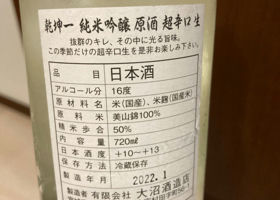 乾坤一 純米吟醸 原酒 超辛口 生
抜群のキレ、その中に光る旨味。
この季節だけの超辛口生を是非お楽しみ下さい。
品目 日本酒
アルコール分 16度
原材料名 米(国産)、米麹(国産米)
原料米 美山錦100%
精米歩合 50%
内容量 720㎖
日本酒度 +10~+13
保存方法 冷蔵保存
製造年月 2022.1
製造者 有限会社 大沼酒造店